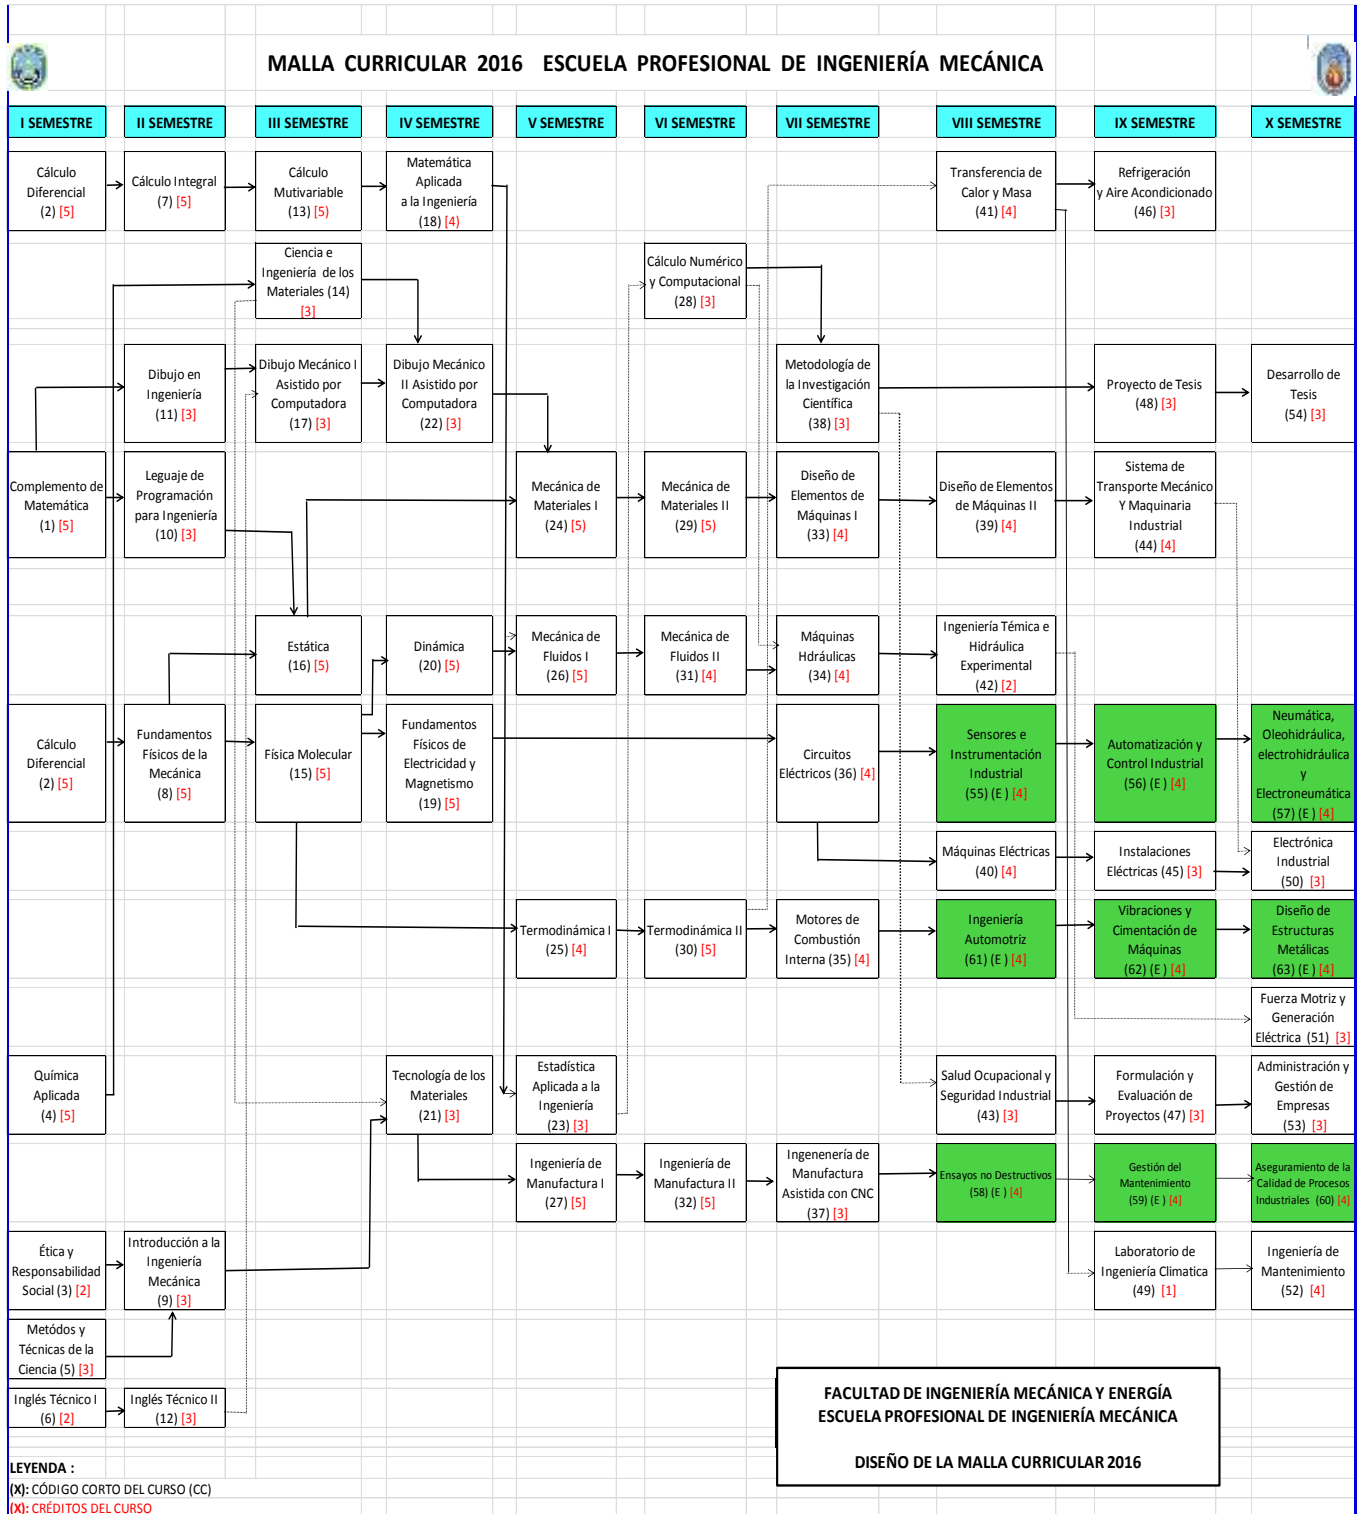 MALLA CURRICULAR 2016 ESCUELA PROFESIONAL DE INGENIERÍA MECÁNICA
I SEMESTRE
II SEMESTRE
III SEMESTRE
IV SEMESTRE
V SEMESTRE
VI SEMESTRE
VII SEMESTRE
VIII SEMESTRE
IX SEMESTRE
X SEMESTRE
Cálculo
Diferencial
(2) [5]
Cálculo Integral
(7) [5]
Cálculo
Mutivariable
(13) [5)
Matemática
Aplicada
a la Ingeniería
(18) [4)
Transferencia de
Calor y Masa
(41) [4]
Refrigeración
y Aire Acondicionado
(46) [3]
Ciencia e
Ingeniería de los
Materiales (14)
[3]
Cálculo Numérico
y Computacional
(28) [3]
Dibujo en
Ingeniería
(11) [3]
Dibujo Mecánico I
Asistido por
Computadora
(17) [3]
Dibujo Mecánico
II Asistido por
Computadora
(22) [3]
Metodología de
la Investigación
Científica
(38) [3]
Proyecto de Tesis
(48) [3]
Desarrollo de
Tesis
(54) [3]
Complemento de
Matemática
(1) [5]
Leguaje de
Programación
para Ingeniería
(10) [3]
Mecánica de
Materiales I
(24) [5)
Mecánica de
Materiales II
(29) [5)
Diseño de
Elementos de
Máquinas I
(33) [4]
Diseño de Elementos
de Máquinas II
(39) [4]
Sistema de
Transporte Mecánico
Y Maquinaria
Industrial
(44) [4]
Estática
(16) [5)
Dinámica
(20) [5)
Mecánica de
Fluidos I
(26) [5]
Mecánica de
Fluidos II
(31) [4]
Máquinas
Hdráulicas
(34) [4]
Ingeniería Témica e
Hidráulica
Experimental
(42) [2]
Cálculo
Diferencial
(2) [5]
Fundamentos
Físicos de la
Mecánica
(8) [5]
Física Molecular
(15) [5]
Fundamentos
Físicos de
Electricidad y
Magnetismo
(19) [5]
Circuitos
Eléctricos (36) [4]
Sensores e
Instrumentación
Industrial
(55) (E ) [4]
Automatización y
Control Industrial
(56) (E ) [4]
Neumática,
Oleohidráulica,
electrohidráulica
y
Electroneumática
(57) (E ) [4]
Máquinas Eléctricas
(40) [4]
Instalaciones
Eléctricas (45) [3]
Electrónica
Industrial
(50) [3]
Termodinámica I
(25) [4]
Termodinámica II
(30) [5]
Motores de
Combustión
Interna (35) [4]
Ingeniería
Automotriz
(61) (E ) [4]
Vibraciones y
Cimentación de
Máquinas
(62) (E ) [4]
Diseño de
Estructuras
Metálicas
(63) (E ) [4]
Fuerza Motriz y
Generación
Eléctrica (51) [3]
Química
Aplicada
(4) [5]
Tecnología de los
Materiales
(21) [3]
Estadística
Aplicada a la
Ingeniería
(23) [3]
Salud Ocupacional y
Seguridad Industrial
(43) [3]
Formulación y
Evaluación de
Proyectos (47) [3]
Administración y
Gestión de
Empresas
(53) [3]
Ingeniería de
Manufactura I
(27) [5]
Ingeniería de
Manufactura II
(32) [5]
Ingenenería de
Manufactura
Asistida con CNC
(37) [3]
Ensayos no Destructivos
(58) (E ) [4]
Gestión del
Mantenimiento
(59) (E ) [4]
Aseguramiento de la
Calidad de Procesos
Industriales (60) [4]
Ética y
Responsabilidad
Social (3) [2]
Introducción a la
Ingeniería
Mecánica
(9) [3]
Laboratorio de
Ingeniería Climatica
(49) [1]
Ingeniería de
Mantenimiento
(52) [4]
Metódos y
Técnicas de la
Ciencia (5) [3]
Inglés Técnico I
(6) [2]
Inglés Técnico II
(12) [3]
FACULTAD DE INGENIERÍA MECÁNICA Y ENERGÍA
ESCUELA PROFESIONAL DE INGENIERÍA MECÁNICA
DISEÑO DE LA MALLA CURRICULAR 2016
LEYENDA :
(X): CÓDIGO CORTO DEL CURSO (CC)
(X): CRÉDITOS DEL CURSO